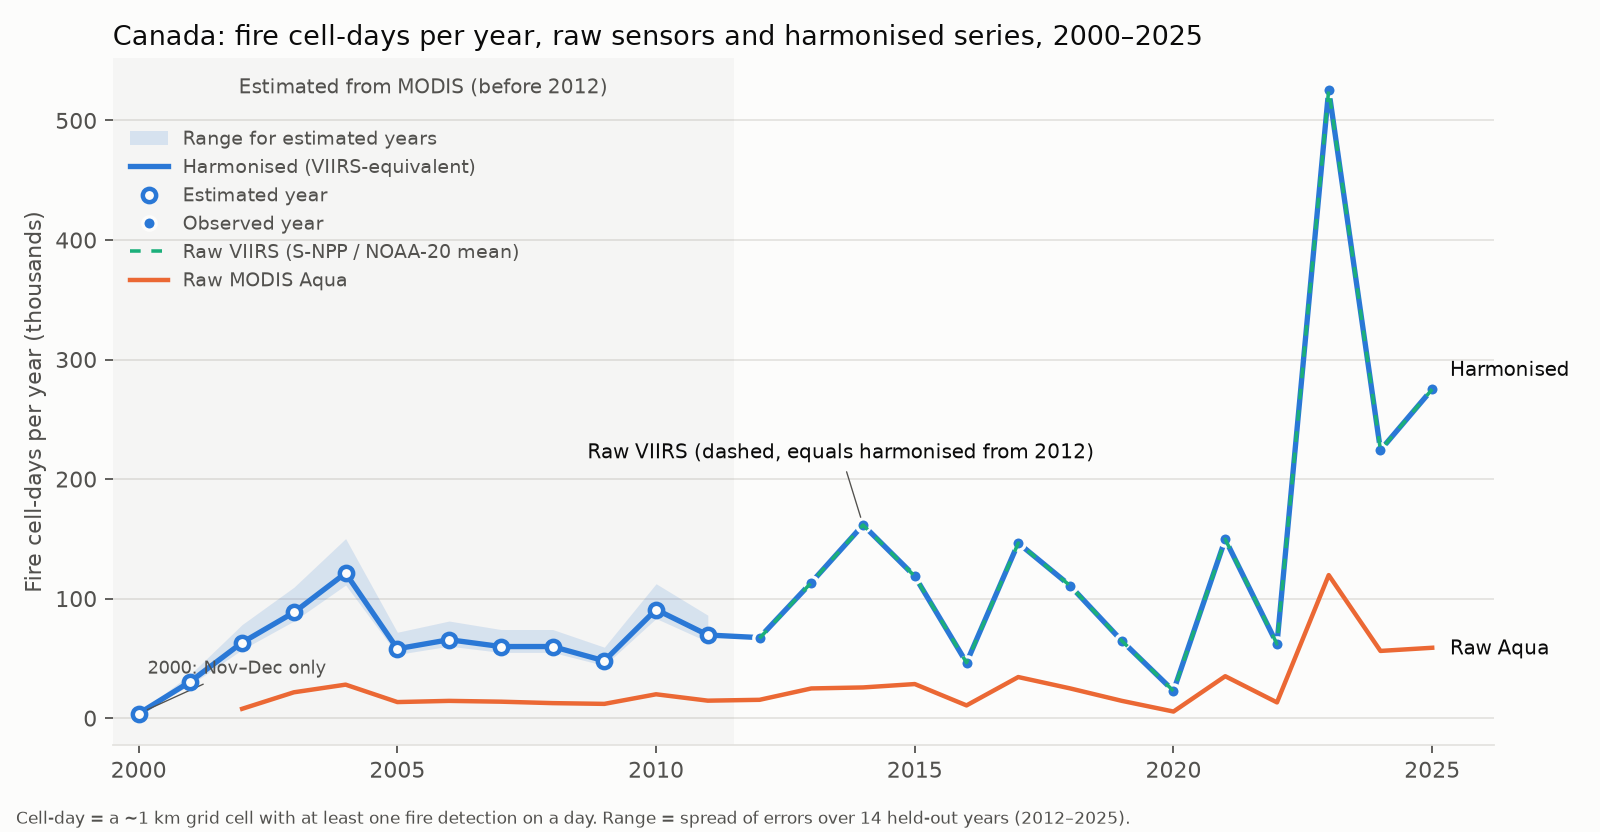 Canada: fire cell-days per year, raw sensors and harmonised series, 2000–2025
Estimated from MODIS (before 2012)
Range for estimated years
Harmonised (VIIRS-equivalent)
Estimated year
Observed year
Raw VIIRS (S-NPP / NOAA-20 mean)
Raw MODIS Aqua
Fire cell-days per year (thousands)
500
400
300
200
100
0
Harmonised
Raw VIIRS (dashed, equals harmonised from 2012)
2000: Nov–Dec only
Raw Aqua
2000 2005 2010 2015 2020 2025
Cell-day = a ~1 km grid cell with at least one fire detection on a day. Range = spread of errors over 14 held-out years (2012–2025).